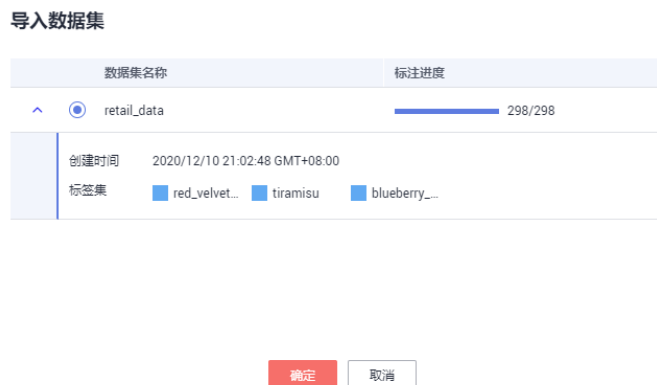 导入数据集
数据集名称 标注进度
retail_data 298/298
创建时间 2020/12/10 21:02:48 GMT+08:00
标签集 red_velvet... tiramisu blueberry_...
确定 取消